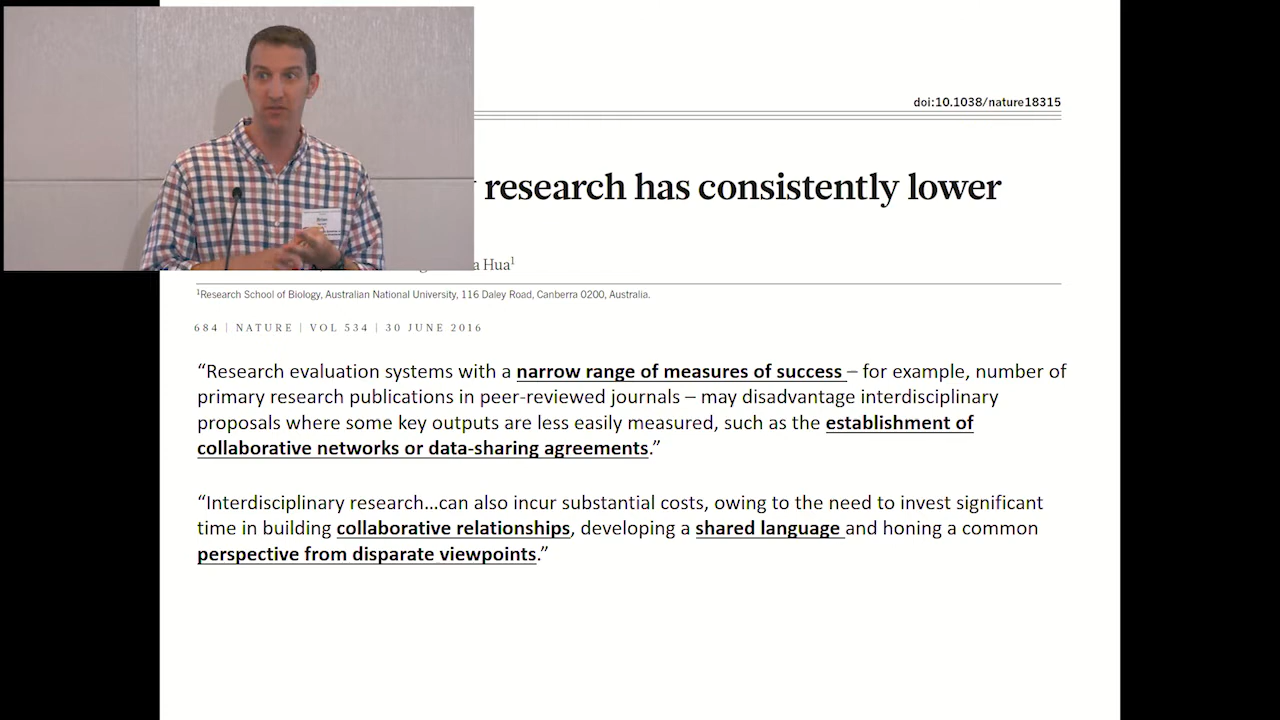 doi:10.1038/nature18315
research has consistently lower
Hua¹
¹Research School of Biology, Australian National University, 116 Daley Road, Canberra 0200, Australia.
684 | NATURE | VOL 534 | 30 JUNE 2016
“Research evaluation systems with a narrow range of measures of success – for example, number of
primary research publications in peer-reviewed journals – may disadvantage interdisciplinary
proposals where some key outputs are less easily measured, such as the establishment of
collaborative networks or data-sharing agreements.”
“Interdisciplinary research…can also incur substantial costs, owing to the need to invest significant
time in building collaborative relationships, developing a shared language and honing a common
perspective from disparate viewpoints.”